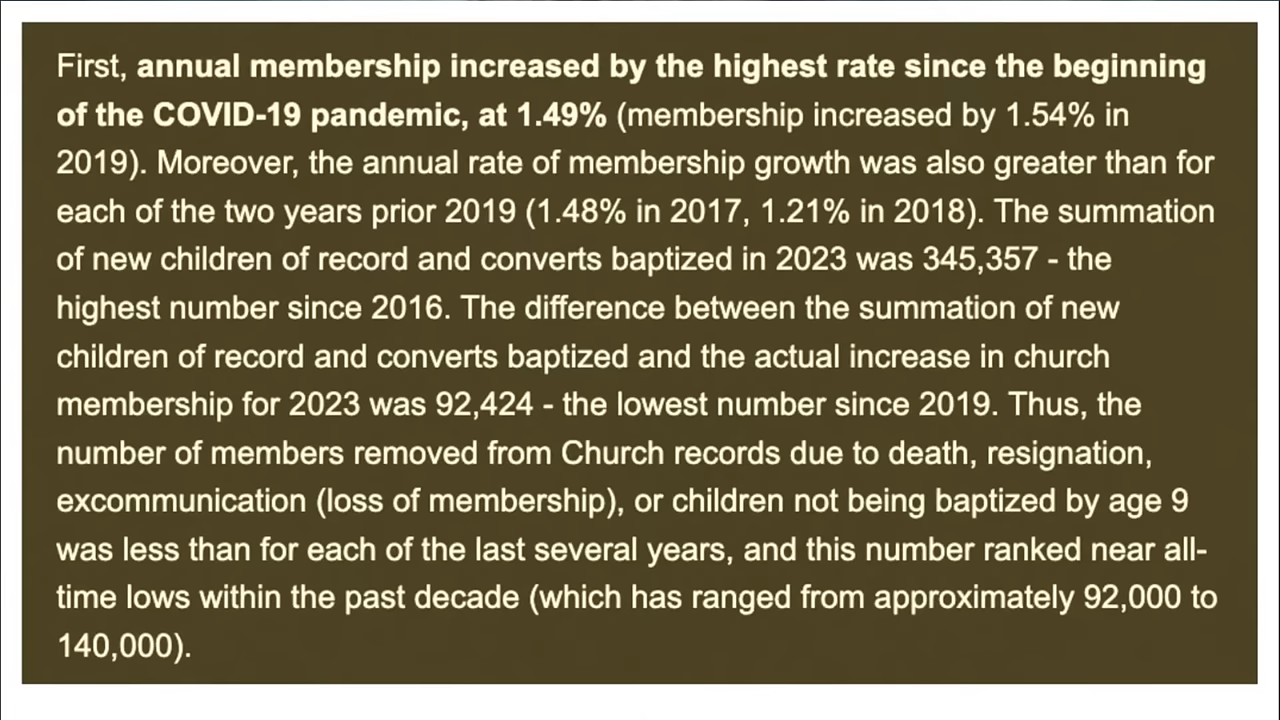 First, annual membership increased by the highest rate since the beginning
of the COVID-19 pandemic, at 1.49% (membership increased by 1.54% in
2019). Moreover, the annual rate of membership growth was also greater than for
each of the two years prior 2019 (1.48% in 2017, 1.21% in 2018). The summation
of new children of record and converts baptized in 2023 was 345,357 - the
highest number since 2016. The difference between the summation of new
children of record and converts baptized and the actual increase in church
membership for 2023 was 92,424 - the lowest number since 2019. Thus, the
number of members removed from Church records due to death, resignation,
excommunication (loss of membership), or children not being baptized by age 9
was less than for each of the last several years, and this number ranked near all-
time lows within the past decade (which has ranged from approximately 92,000 to
140,000).